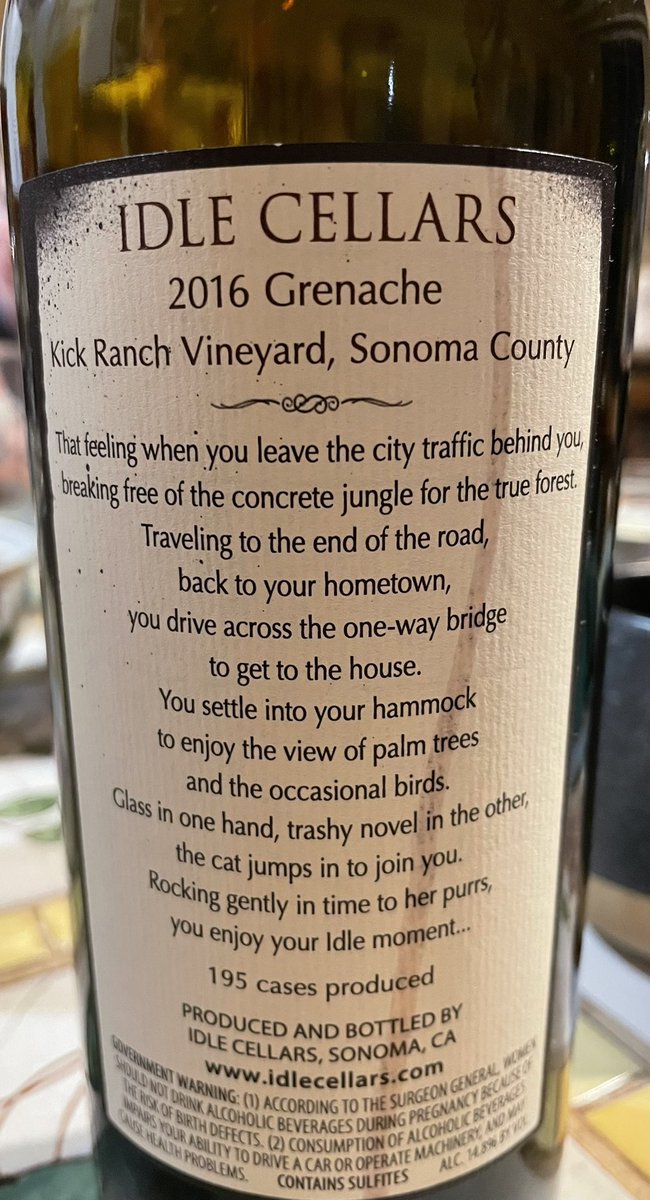 IDLE CELLARS
2016 Grenache
Kick Ranch Vineyard, Sonoma County
That feeling when you leave the city traffic behind you,
breaking free of the concrete jungle for the true forest.
Traveling to the end of the road,
back to your hometown,
you drive across the one-way bridge
to get to the house.
You settle into your hammock
to enjoy the view of palm trees
and the occasional birds.
Glass in one hand, trashy novel in the other,
the cat jumps in to join you.
Rocking gently in time to her purrs,
you enjoy your Idle moment...
195 cases produced
PRODUCED AND BOTTLED BY
IDLE CELLARS, SONOMA, CA
www.idlecellars.com
GOVERNMENT WARNING: (1) ACCORDING TO THE SURGEON GENERAL, WOMEN
SHOULD NOT DRINK ALCOHOLIC BEVERAGES DURING PREGNANCY BECAUSE OF
THE RISK OF BIRTH DEFECTS. (2) CONSUMPTION OF ALCOHOLIC BEVERAGES
IMPAIRS YOUR ABILITY TO DRIVE A CAR OR OPERATE MACHINERY, AND MAY
CAUSE HEALTH PROBLEMS. CONTAINS SULFITES ALC. 14.8% BY VOL.